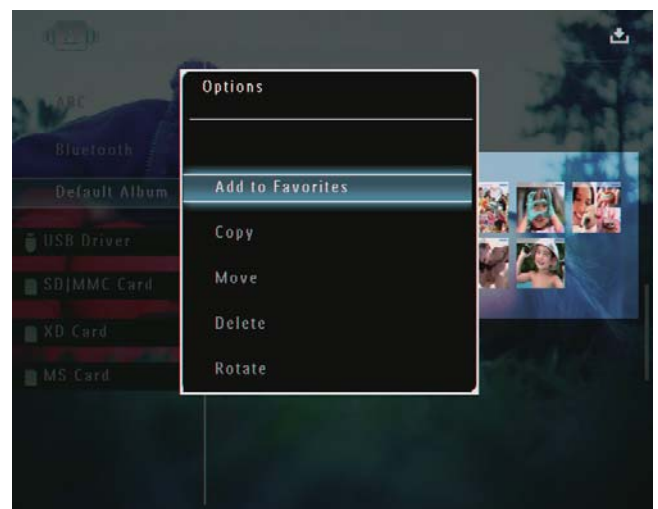 ABC
Bluetooth
Default Album
USB Driver
SD|MMC Card
XD Card
MS Card
Options
Add to Favorites
Copy
Move
Delete
Rotate